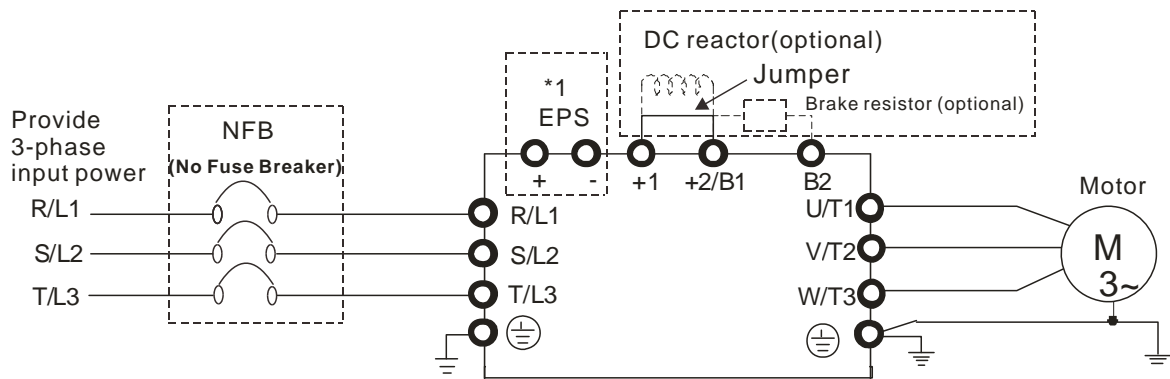 DC reactor(optional)
Jumper
Brake resistor (optional)
*1
EPS
Provide
3-phase
input power
NFB
(No Fuse Breaker)
+ - +1 +2/B1 B2
Motor
R/L1 R/L1 U/T1
S/L2 S/L2 V/T2
M
3~
T/L3 T/L3 W/T3